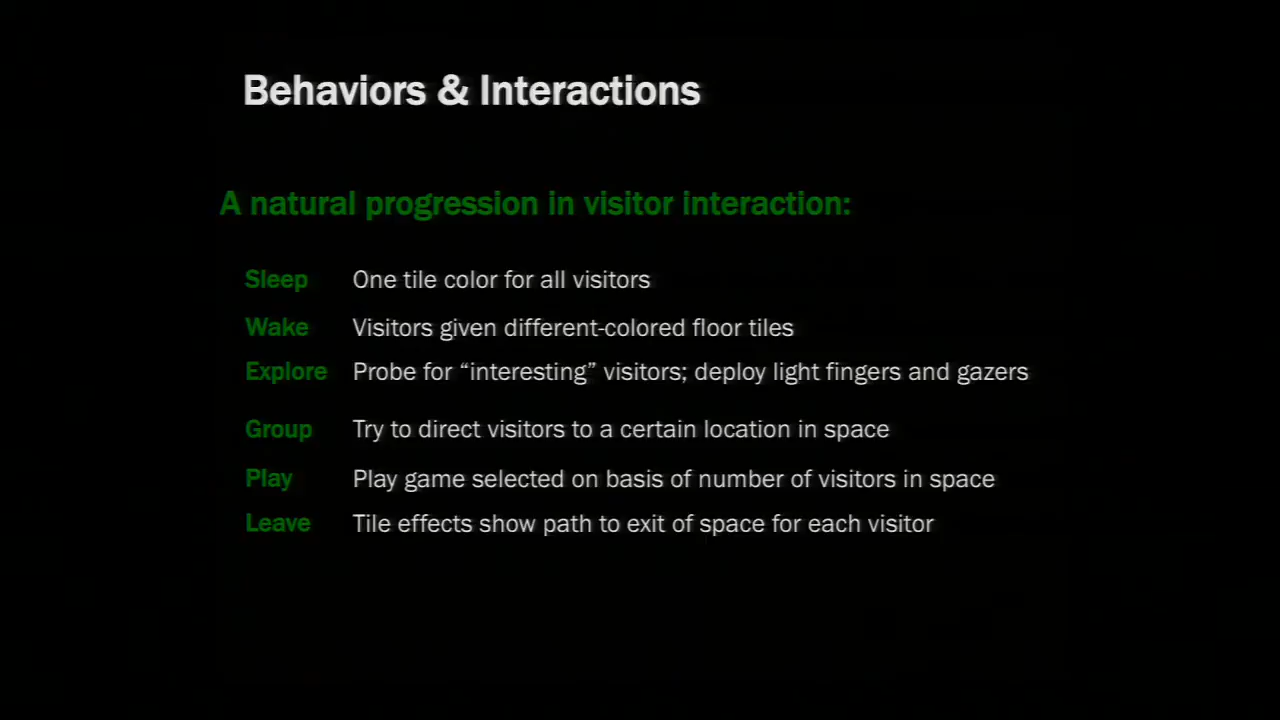 Behaviors & Interactions
A natural progression in visitor interaction:
Sleep One tile color for all visitors
Wake Visitors given different-colored floor tiles
Explore Probe for “interesting” visitors; deploy light fingers and gazers
Group Try to direct visitors to a certain location in space
Play Play game selected on basis of number of visitors in space
Leave Tile effects show path to exit of space for each visitor